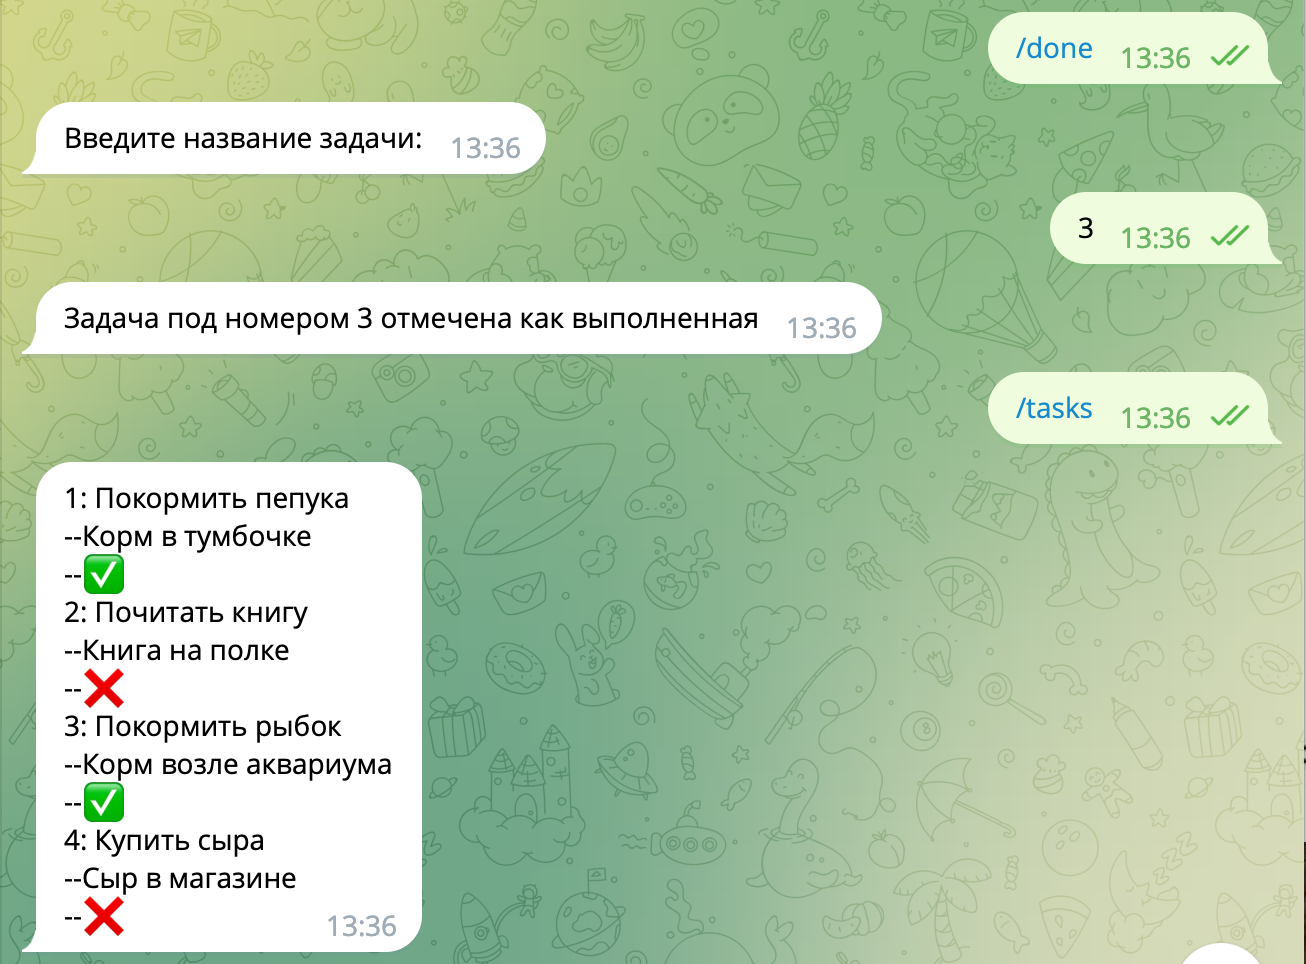 /done 13:36
Введите название задачи: 13:36
3 13:36
Задача под номером 3 отмечена как выполненная 13:36
/tasks 13:36
1: Покормить пепука
--Корм в тумбочке
--✅
2: Почитать книгу
--Книга на полке
--❌
3: Покормить рыбок
--Корм возле аквариума
--✅
4: Купить сыра
--Сыр в магазине
--❌ 13:36